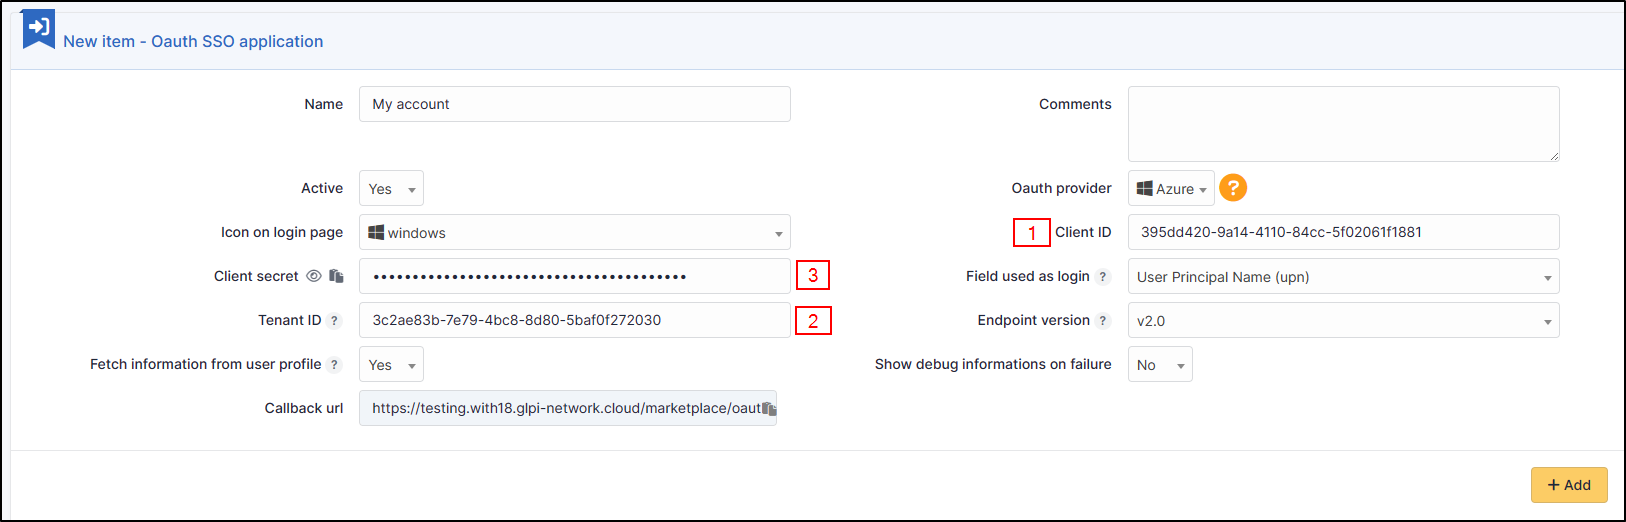 New item - Oauth SSO application
Name My account
Comments
Active Yes
Oauth provider Azure ?
Icon on login page windows
1 Client ID 395dd420-9a14-4110-84cc-5f02061f1881
Client secret •••••••••••••••••••••••••••••••••••••••• 3
Field used as login ? User Principal Name (upn)
Tenant ID ? 3c2ae83b-7e79-4bc8-8d80-5baf0f272030 2
Endpoint version ? v2.0
Fetch information from user profile ? Yes
Show debug informations on failure No
Callback url https://testing.with18.glpi-network.cloud/marketplace/oaut
+ Add